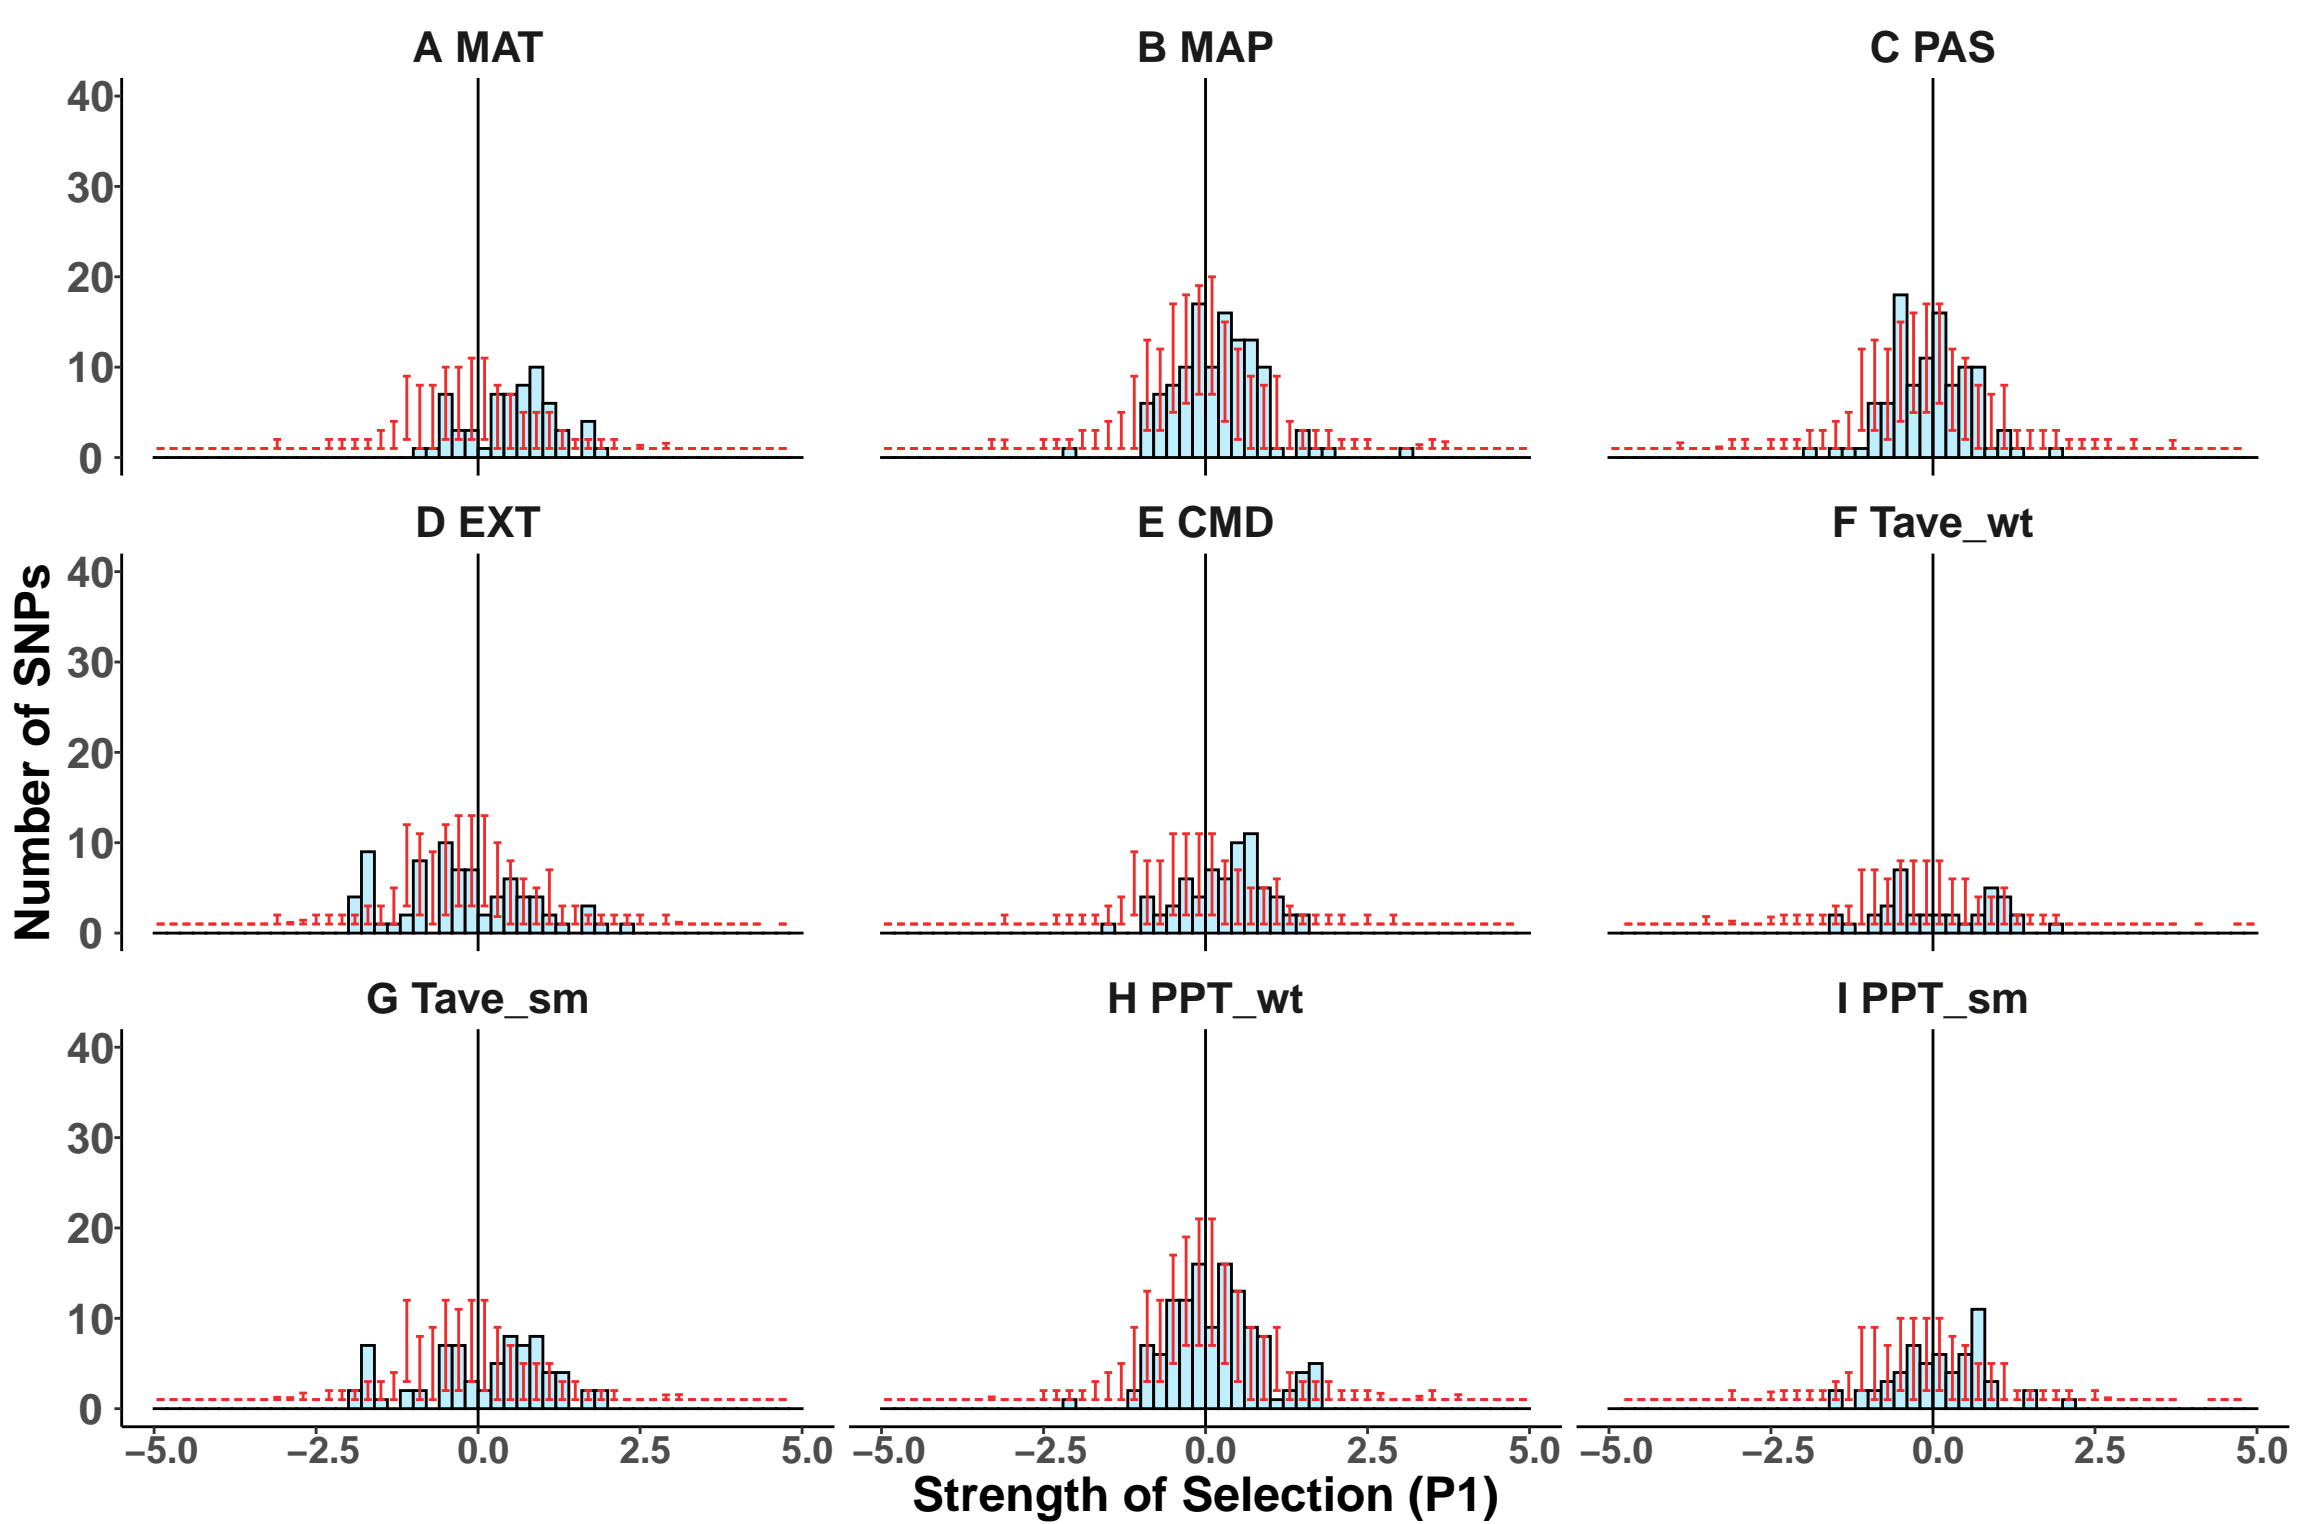 A MAT B MAP C PAS
40
30
20
10
0
D EXT E CMD F Tave_wt
40
30
20
10
0
Number of SNPs
G Tave_sm H PPT_wt I PPT_sm
40
30
20
10
0
−5.0 −2.5 0.0 2.5 5.0 −5.0 −2.5 0.0 2.5 5.0 −5.0 −2.5 0.0 2.5 5.0
Strength of Selection (P1)